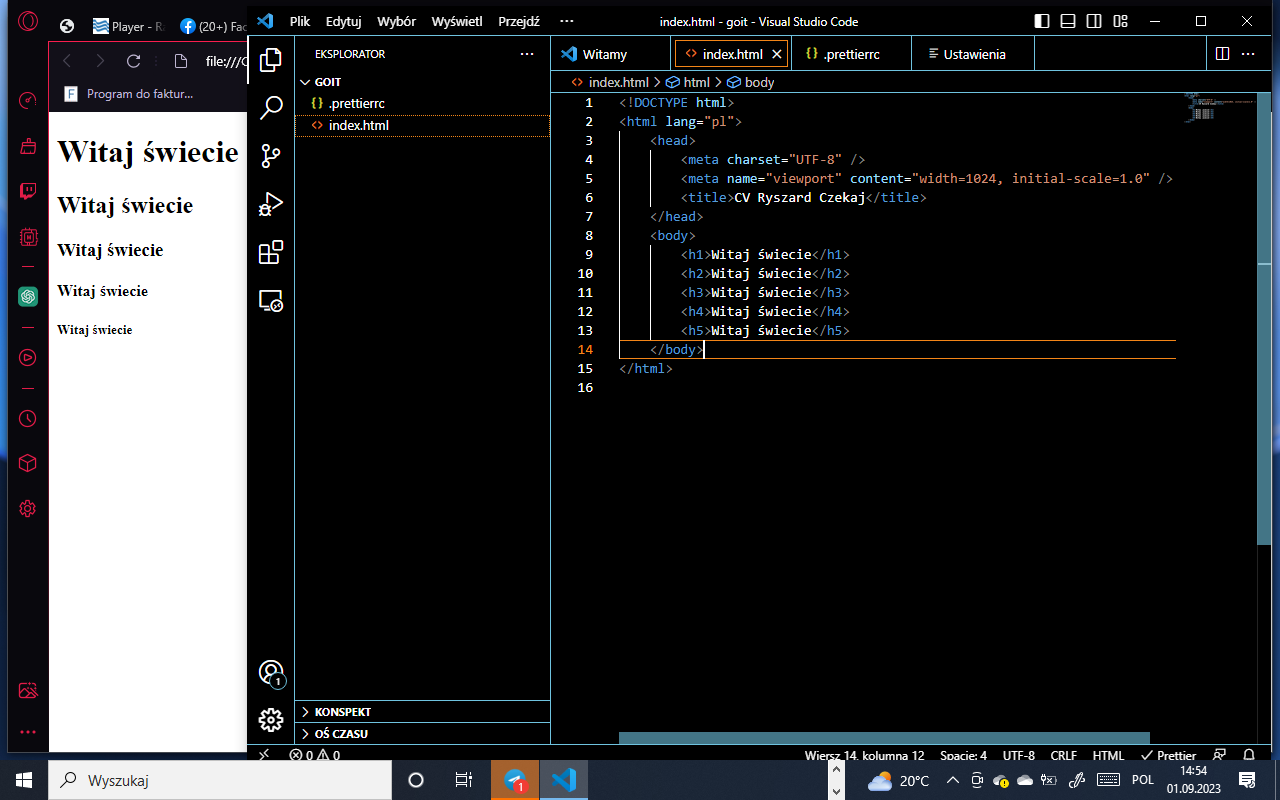 Plik Edytuj Wybór Wyświetl Przejdź ··· index.html - goit - Visual Studio Code
Player - Ra (20+) Fac
file:///C
Program do faktur...
Witaj świecie
Witaj świecie
Witaj świecie
Witaj świecie
Witaj świecie
EKSPLORATOR ···
GOIT
{} .prettierrc
<> index.html
KONSPEKT
OŚ CZASU
1
Witamy <> index.html {} .prettierrc Ustawienia ···
<> index.html > html > body
1 <!DOCTYPE html>
2 <html lang="pl">
3 <head>
4 <meta charset="UTF-8" />
5 <meta name="viewport" content="width=1024, initial-scale=1.0" />
6 <title>CV Ryszard Czekaj</title>
7 </head>
8 <body>
9 <h1>Witaj świecie</h1>
10 <h2>Witaj świecie</h2>
11 <h3>Witaj świecie</h3>
12 <h4>Witaj świecie</h4>
13 <h5>Witaj świecie</h5>
14 </body>
15 </html>
16
0 0 Wiersz 14, kolumna 12 Spacje: 4 UTF-8 CRLF HTML Prettier
Wyszukaj 1 20°C POL 14:54
01.09.2023